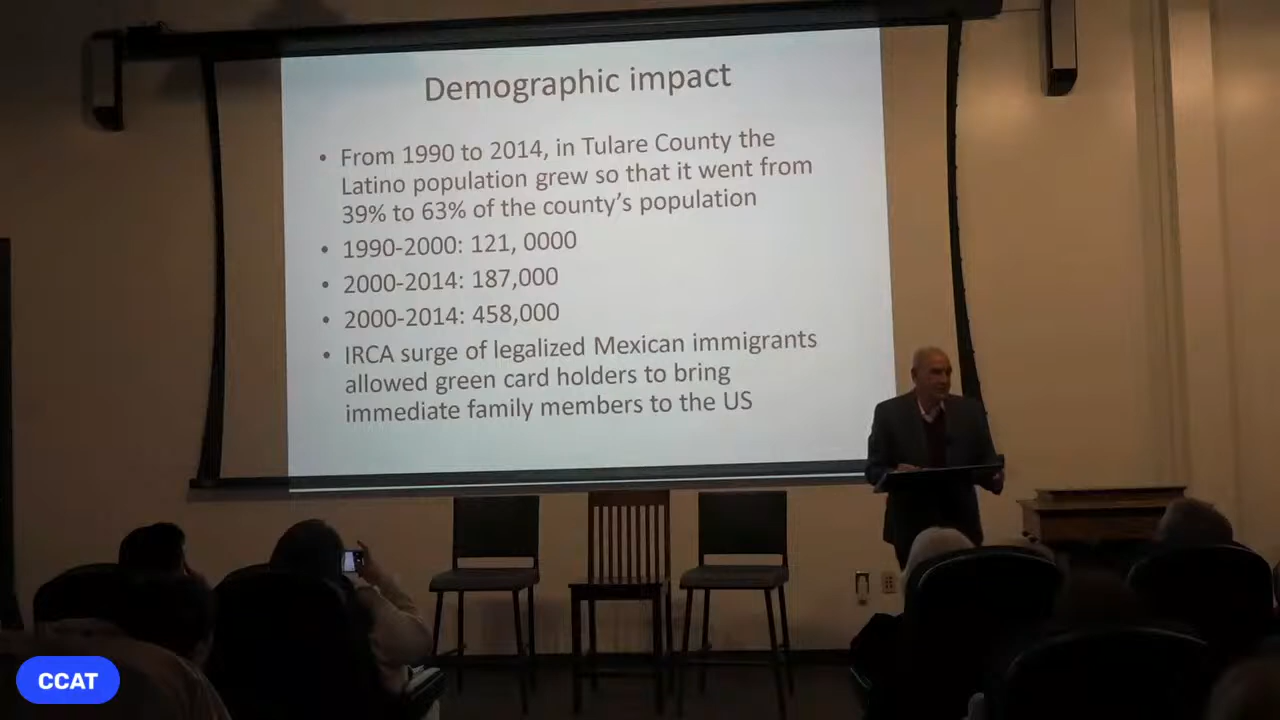 Demographic impact
• From 1990 to 2014, in Tulare County the
Latino population grew so that it went from
39% to 63% of the county's population
• 1990-2000: 121, 0000
• 2000-2014: 187,000
• 2000-2014: 458,000
• IRCA surge of legalized Mexican immigrants
allowed green card holders to bring
immediate family members to the US
CCAT